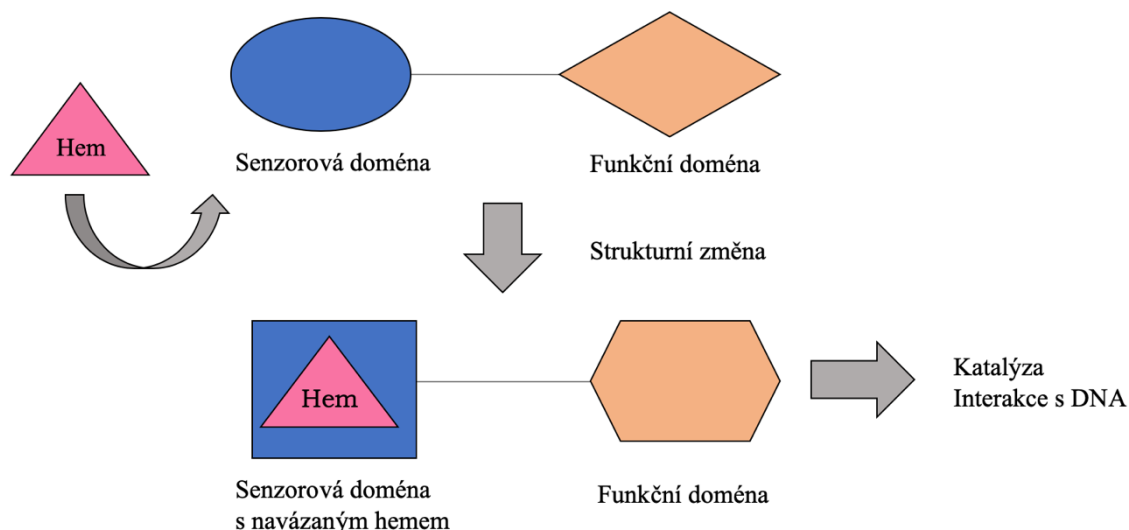 Hem
Senzorová doména
Funkční doména
Strukturní změna
Hem
Katalýza
Interakce s DNA
Senzorová doména
s navázaným hemem
Funkční doména